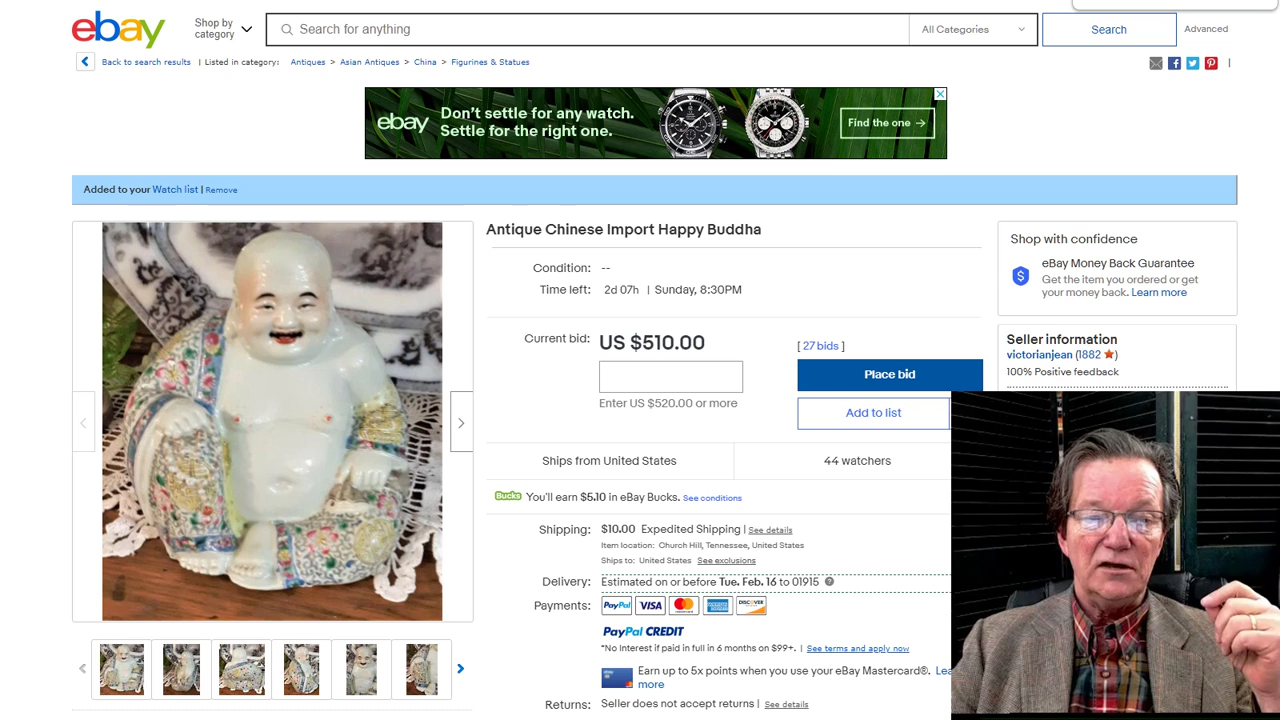 ebay
Shop by
category
Search for anything
All Categories
Search
Advanced
Back to search results | Listed in category: Antiques > Asian Antiques > China > Figurines & Statues
ebay
Don't settle for any watch.
Settle for the right one.
Find the one →
Added to your Watch list | Remove
Antique Chinese Import Happy Buddha
Condition: --
Time left: 2d 07h | Sunday, 8:30PM
Current bid: US $510.00
[ 27 bids ]
Place bid
Enter US $520.00 or more
Add to list
Ships from United States
44 watchers
Bucks You'll earn $5.10 in eBay Bucks. See conditions
Shipping: $10.00 Expedited Shipping | See details
Item location: Church Hill, Tennessee, United States
Ships to: United States See exclusions
Delivery: Estimated on or before Tue. Feb. 16 to 01915
Payments: PayPal VISA MasterCard AMERICAN EXPRESS DISCOVER
PayPal CREDIT
*No Interest if paid in full in 6 months on $99+. | See terms and apply now
Earn up to 5x points when you use your eBay Mastercard®. Lea
more
Returns: Seller does not accept returns | See details
Shop with confidence
eBay Money Back Guarantee
Get the item you ordered or get
your money back. Learn more
Seller information
victorianjean (1882 ★)
100% Positive feedback